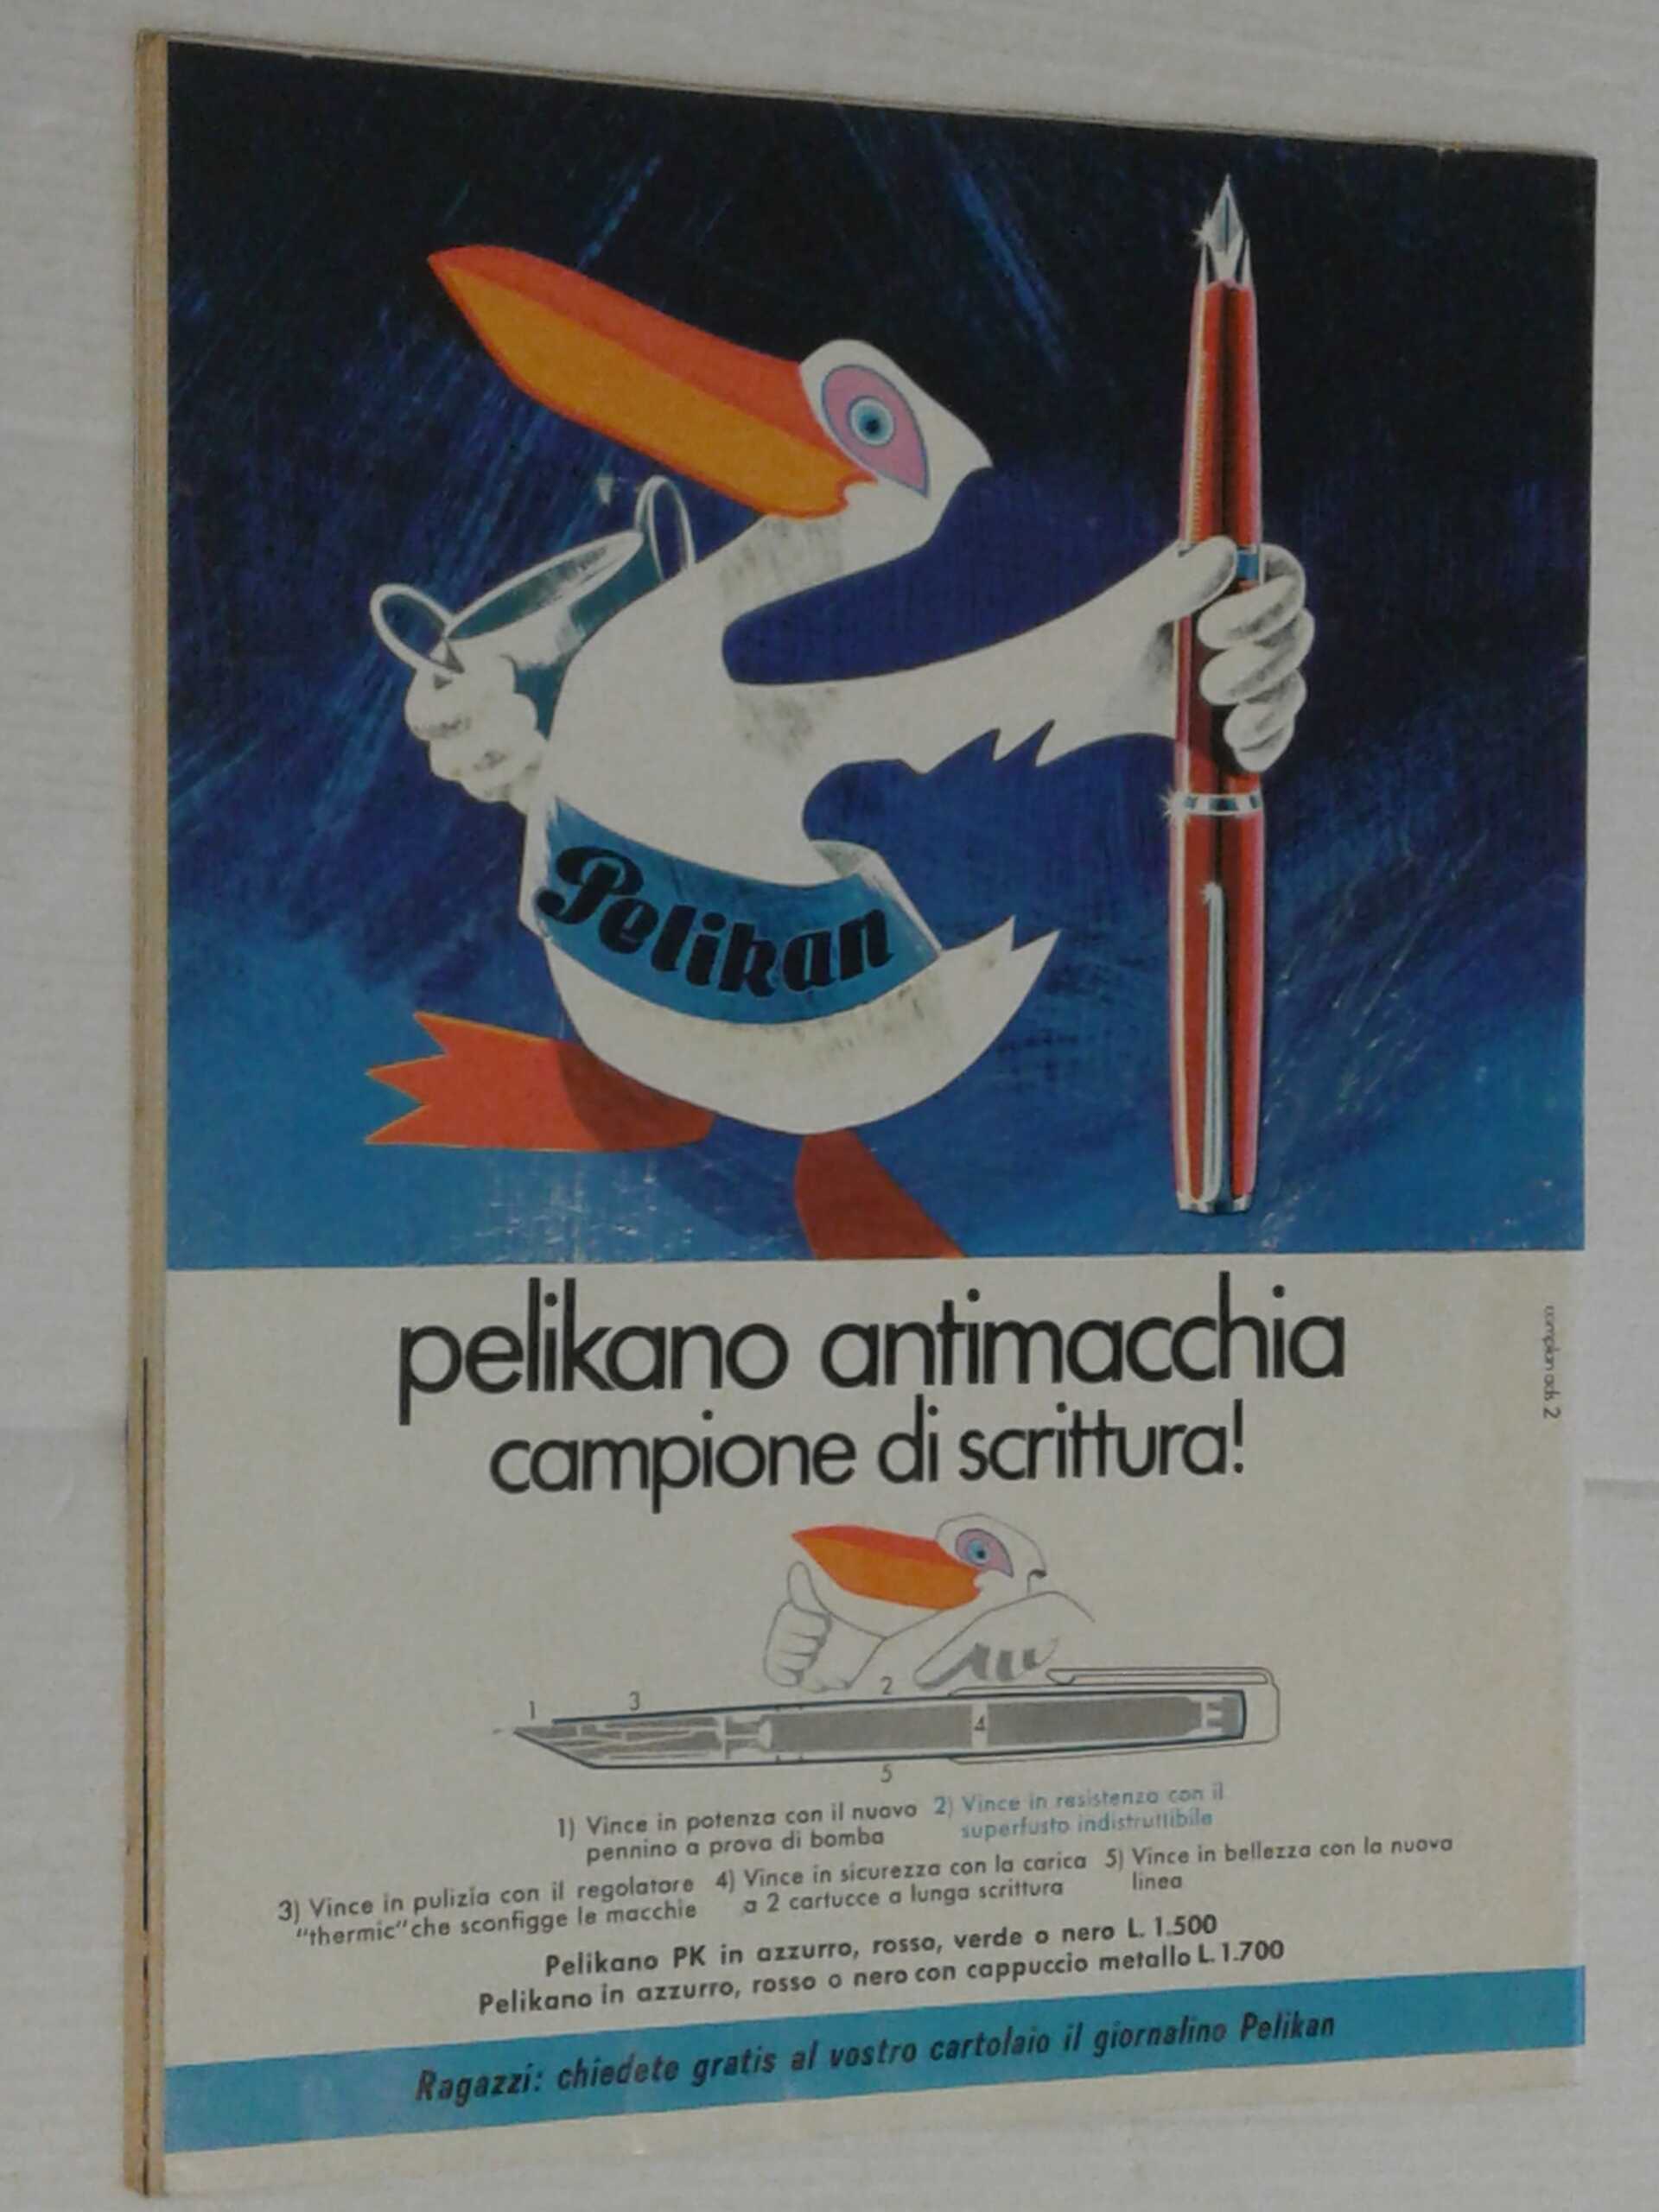 Pelikan
pelikano antimacchia
campione di scrittura!
1 3 2
4
5
1) Vince in potenza con il nuovo
pennino a prova di bomba
2) Vince in resistenza con il
superfusto indistruttibile
3) Vince in pulizia con il regolatore
"thermic" che sconfigge le macchie
4) Vince in sicurezza con la carica
a 2 cartucce a lunga scrittura
5) Vince in bellezza con la nuova
linea
Pelikano PK in azzurro, rosso, verde o nero L. 1.500
Pelikano in azzurro, rosso o nero con cappuccio metallo L. 1.700
Ragazzi: chiedete gratis al vostro cartolaio il giornalino Pelikan